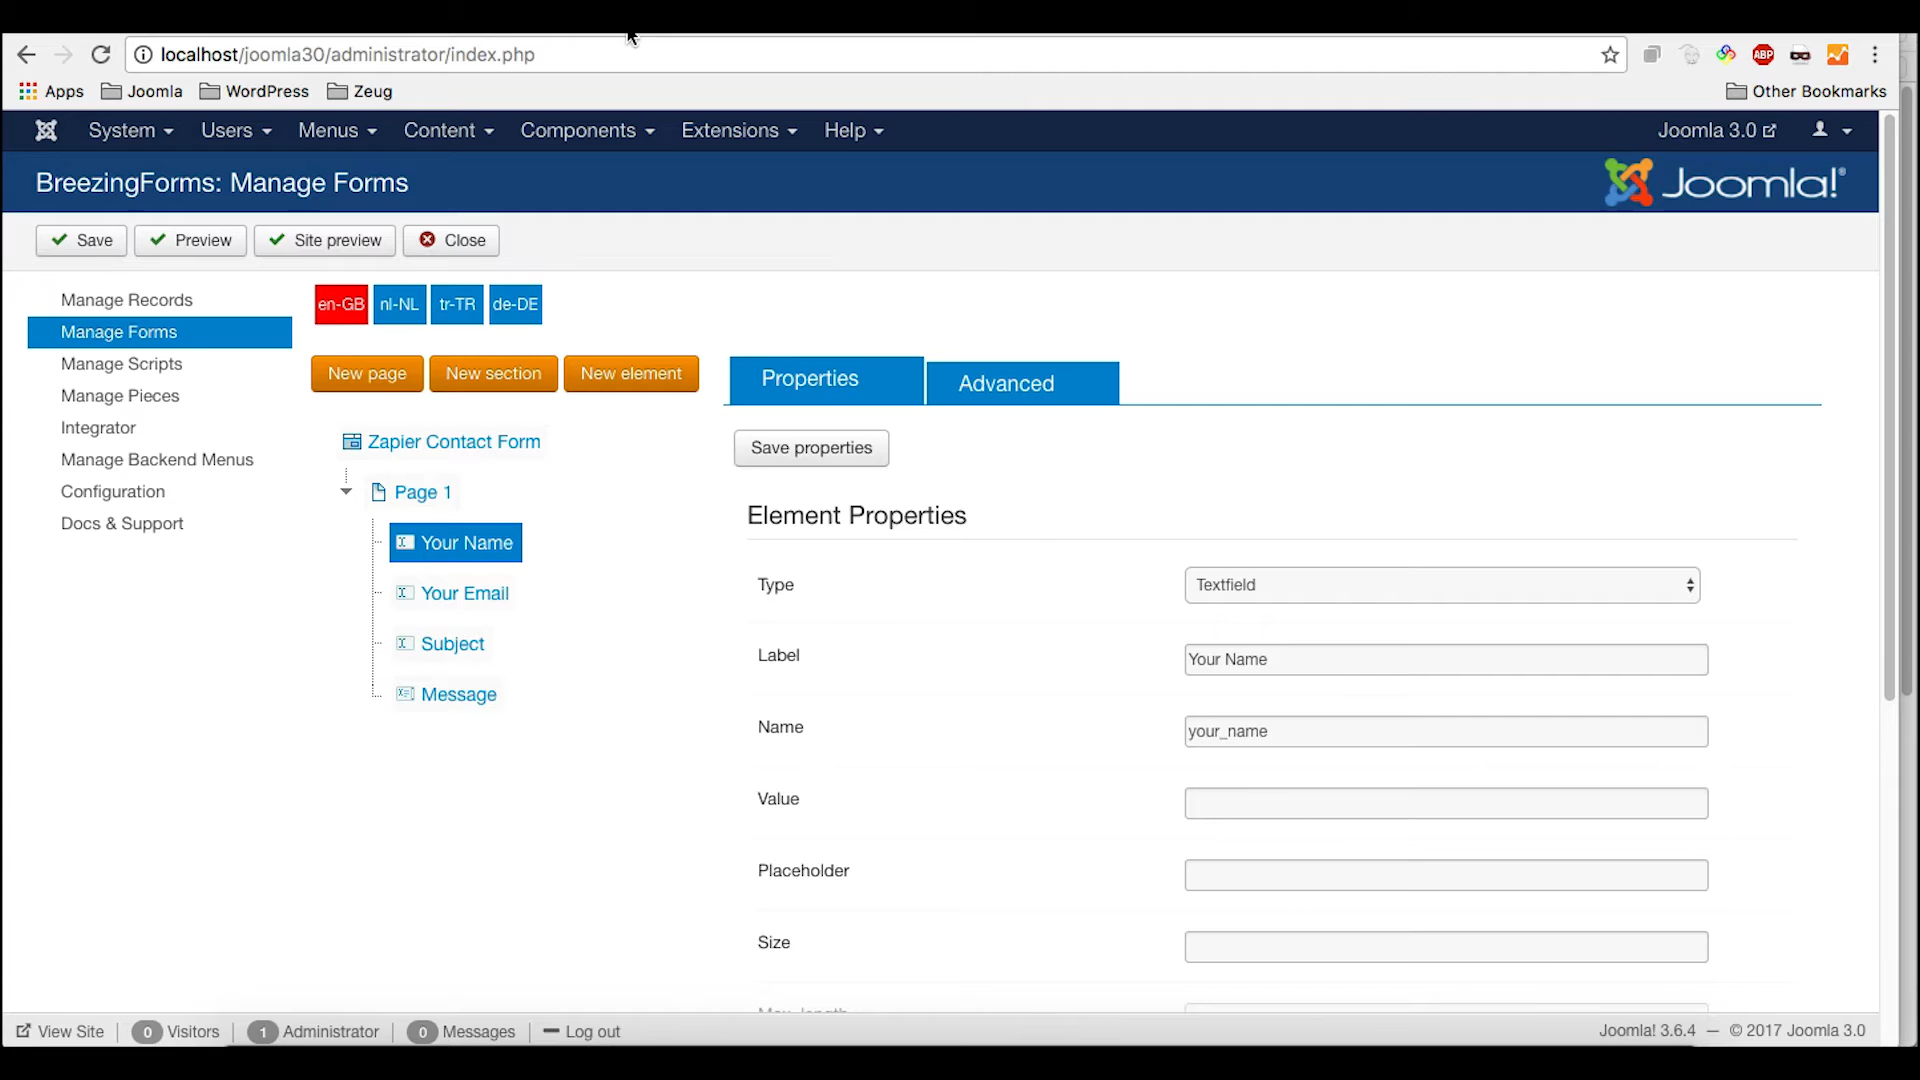 localhost/joomla30/administrator/index.php
Apps Joomla WordPress Zeug Other Bookmarks
System Users Menus Content Components Extensions Help Joomla 3.0
BreezingForms: Manage Forms Joomla!®
Save Preview Site preview Close
Manage Records
Manage Forms
Manage Scripts
Manage Pieces
Integrator
Manage Backend Menus
Configuration
Docs & Support
en-GB nl-NL tr-TR de-DE
New page New section New element
Zapier Contact Form
Page 1
Your Name
Your Email
Subject
Message
Properties Advanced
Save properties
Element Properties
Type Textfield
Label Your Name
Name your_name
Value
Placeholder
Size
View Site 0 Visitors 1 Administrator 0 Messages Log out Joomla! 3.6.4 — © 2017 Joomla 3.0
ABP